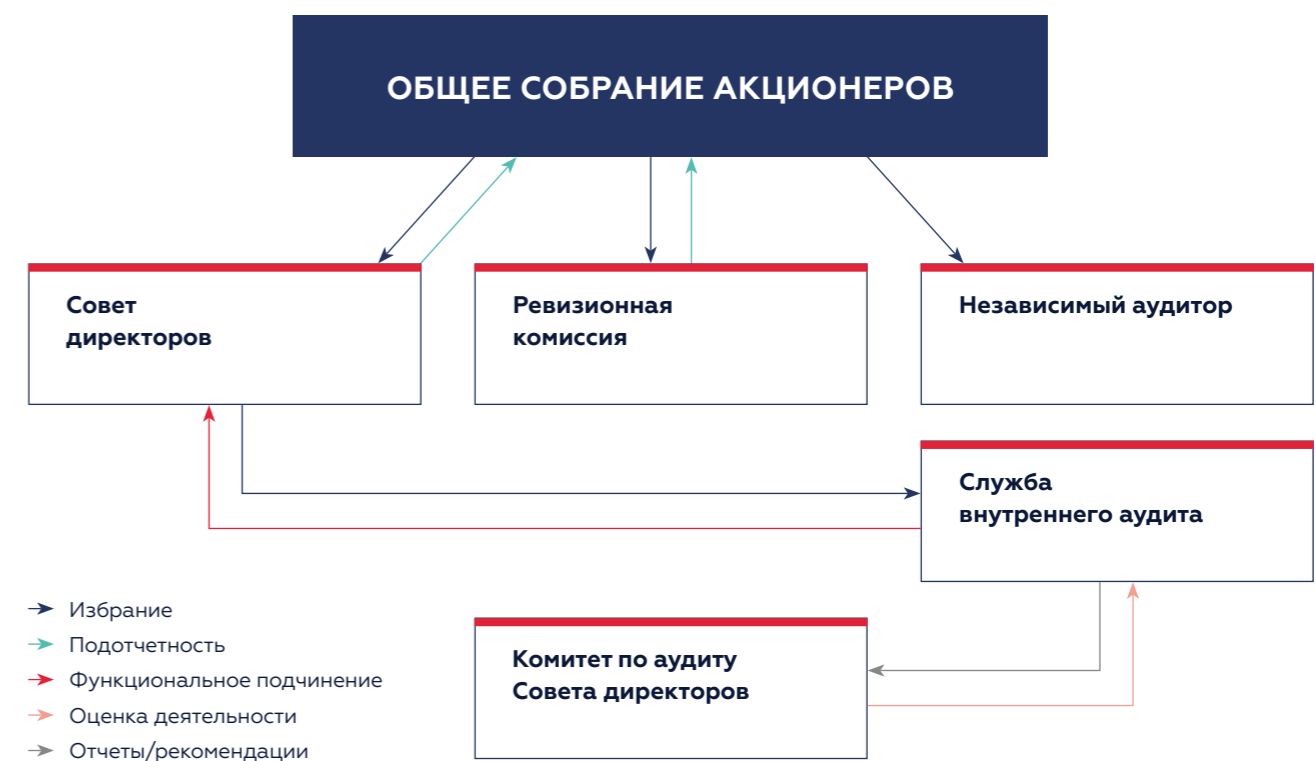 ОБЩЕЕ СОБРАНИЕ АКЦИОНЕРОВ
Совет
директоров
Ревизионная
комиссия
Независимый аудитор
Служба
внутреннего аудита
Комитет по аудиту
Совета директоров
Избрание
Подотчетность
Функциональное подчинение
Оценка деятельности
Отчеты/рекомендации